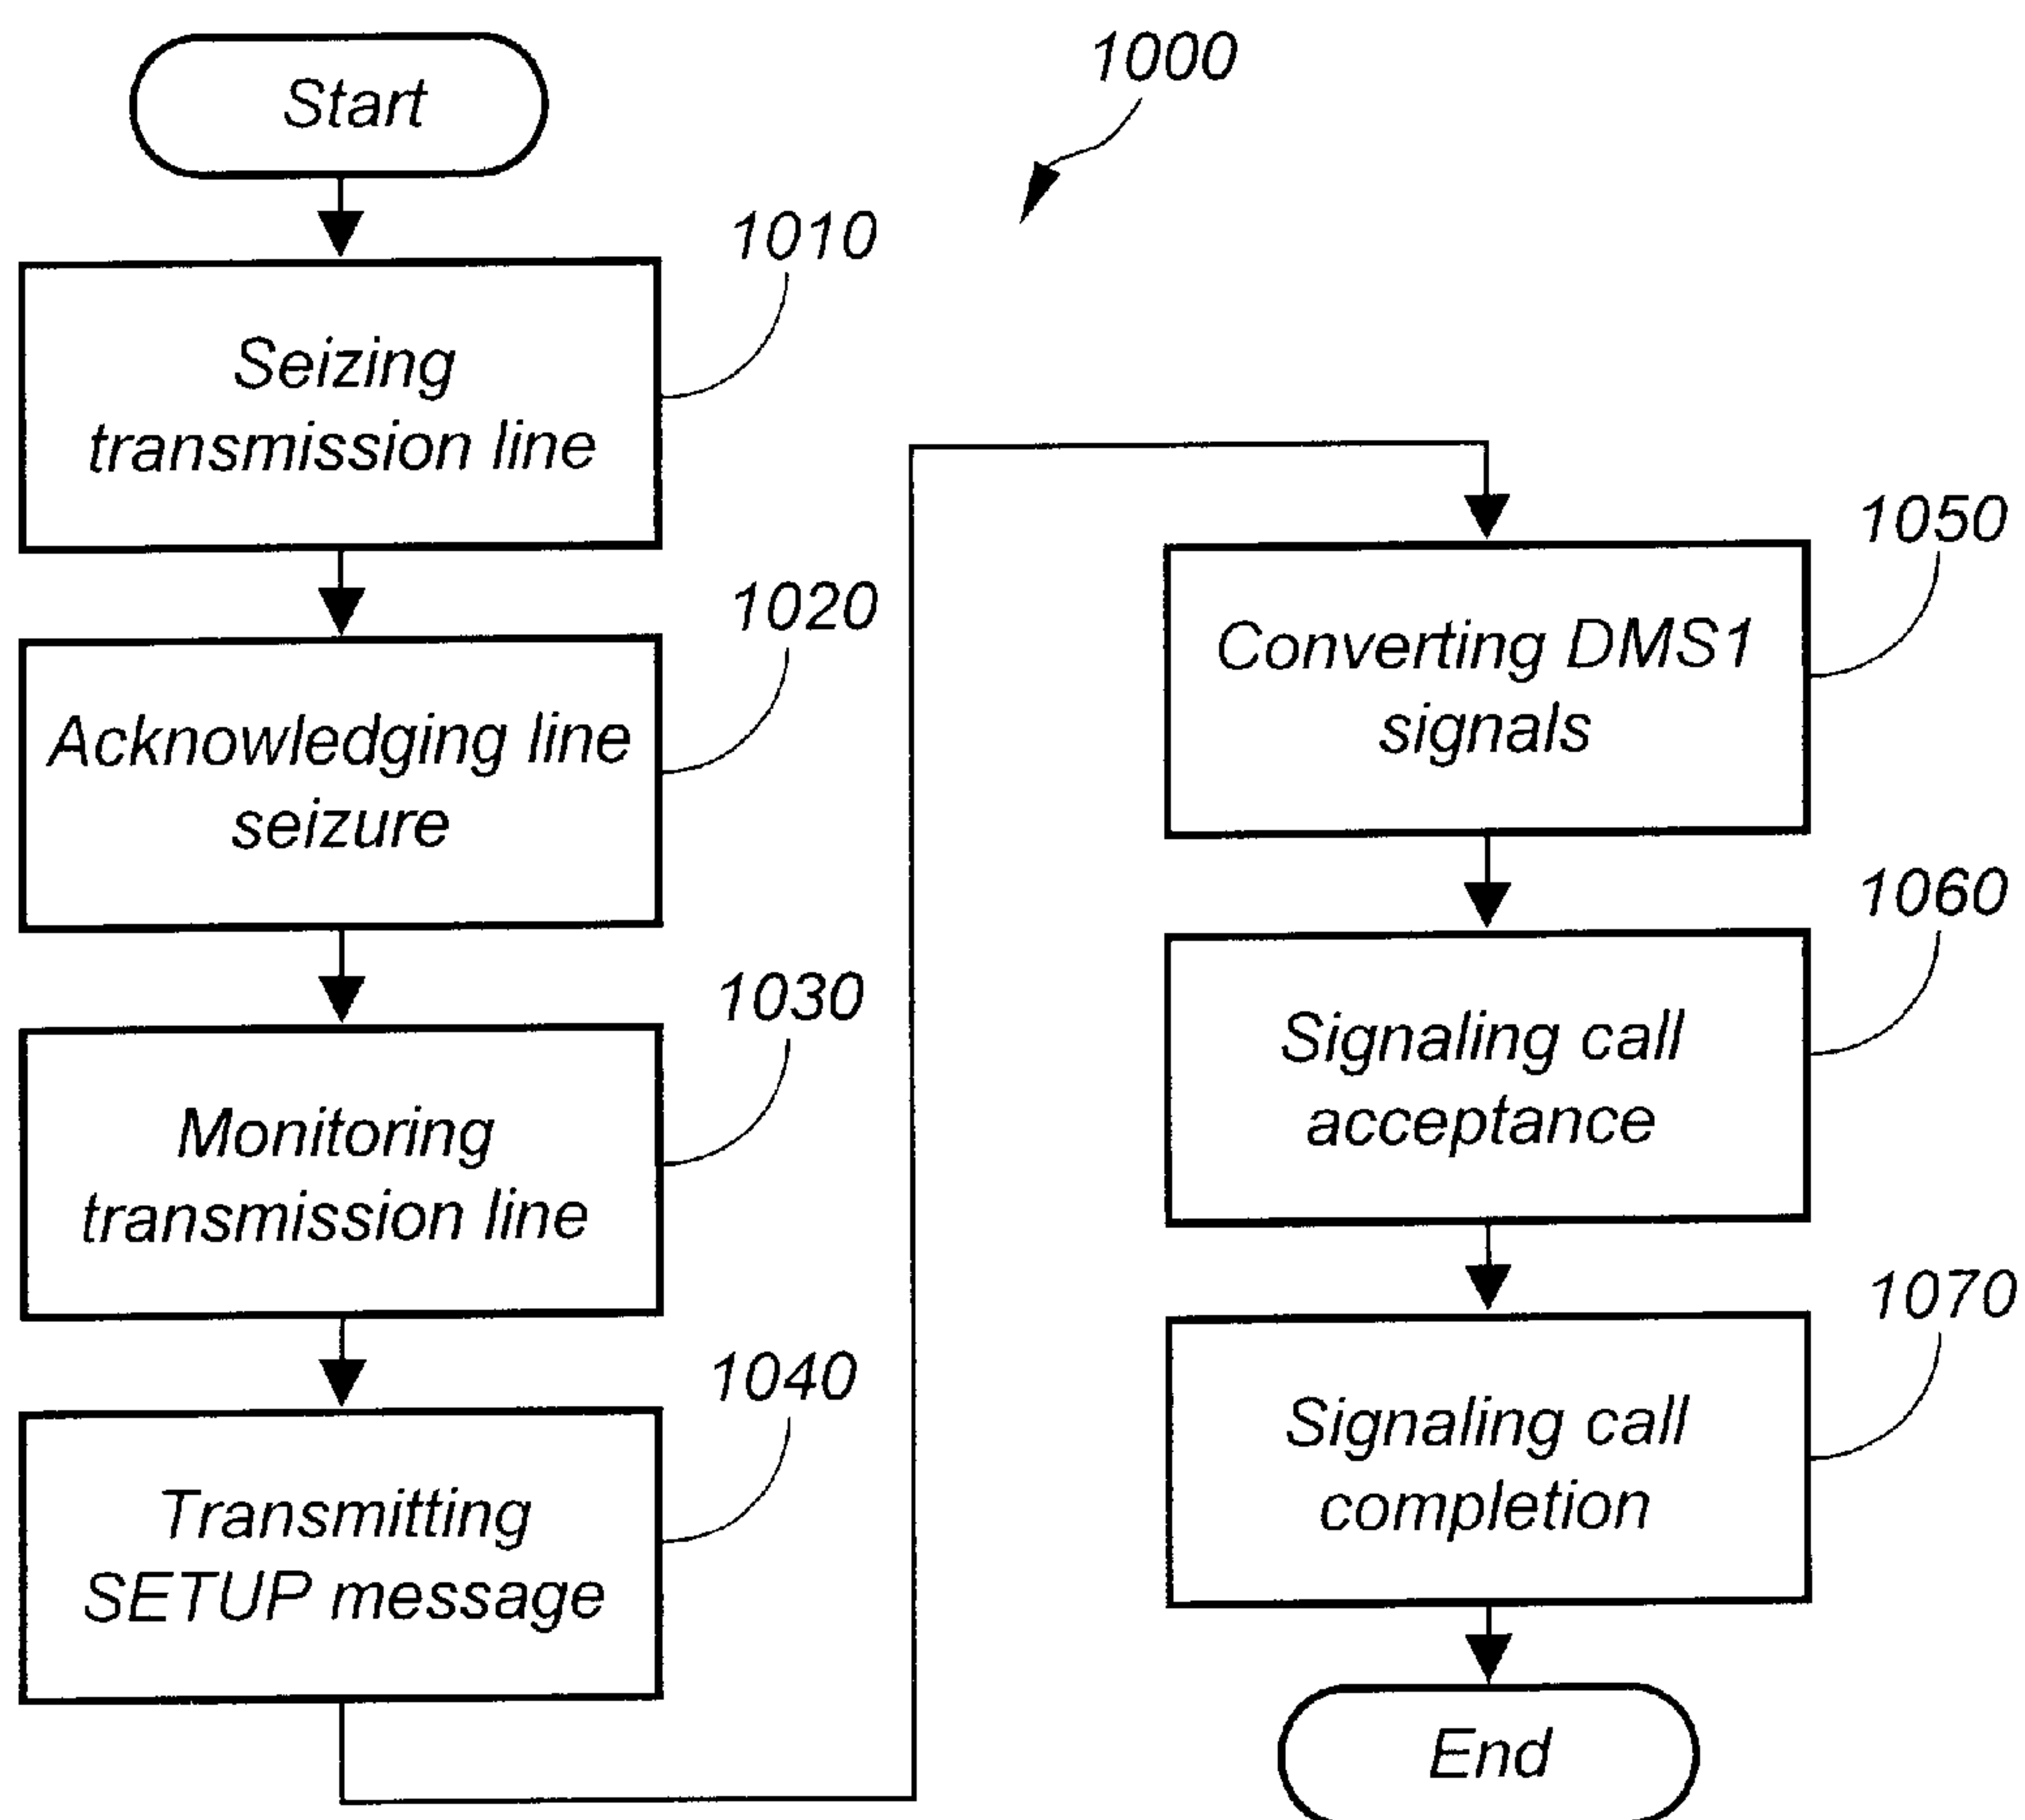 Start
1000
1010
Seizing
transmission line
1020
Acknowledging line
seizure
1030
Monitoring
transmission line
1040
Transmitting
SETUP message
1050
Converting DMS1
signals
1060
Signaling call
acceptance
1070
Signaling call
completion
End